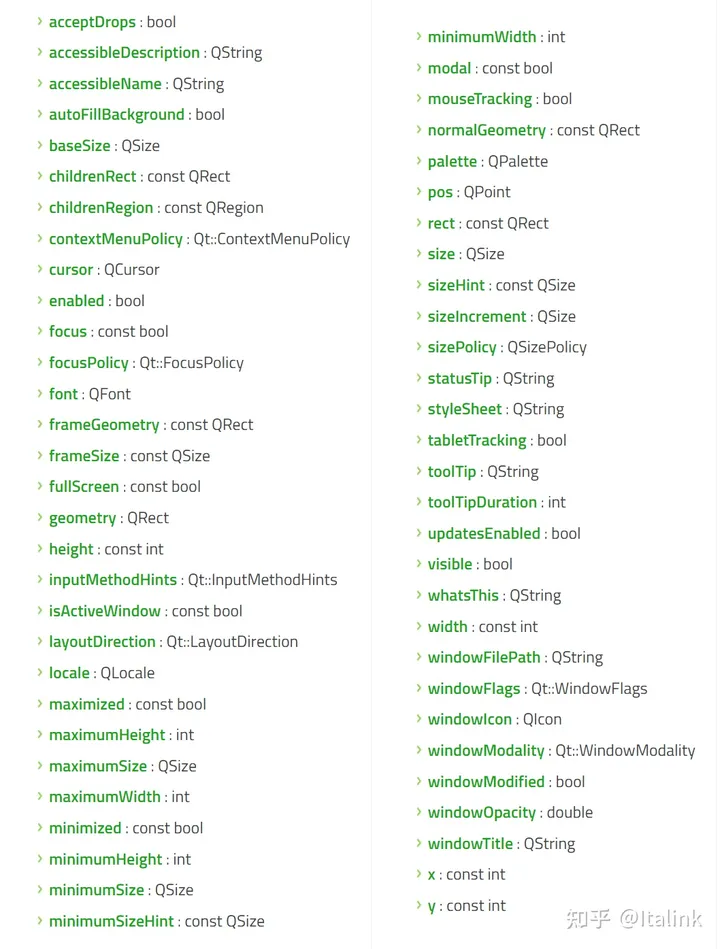 › acceptDrops : bool
› accessibleDescription : QString
› accessibleName : QString
› autoFillBackground : bool
› baseSize : QSize
› childrenRect : const QRect
› childrenRegion : const QRegion
› contextMenuPolicy : Qt::ContextMenuPolicy
› cursor : QCursor
› enabled : bool
› focus : const bool
› focusPolicy : Qt::FocusPolicy
› font : QFont
› frameGeometry : const QRect
› frameSize : const QSize
› fullScreen : const bool
› geometry : QRect
› height : const int
› inputMethodHints : Qt::InputMethodHints
› isActiveWindow : const bool
› layoutDirection : Qt::LayoutDirection
› locale : QLocale
› maximized : const bool
› maximumHeight : int
› maximumSize : QSize
› maximumWidth : int
› minimized : const bool
› minimumHeight : int
› minimumSize : QSize
› minimumSizeHint : const QSize
› minimumWidth : int
› modal : const bool
› mouseTracking : bool
› normalGeometry : const QRect
› palette : QPalette
› pos : QPoint
› rect : const QRect
› size : QSize
› sizeHint : const QSize
› sizeIncrement : QSize
› sizePolicy : QSizePolicy
› statusTip : QString
› styleSheet : QString
› tabletTracking : bool
› toolTip : QString
› toolTipDuration : int
› updatesEnabled : bool
› visible : bool
› whatsThis : QString
› width : const int
› windowFilePath : QString
› windowFlags : Qt::WindowFlags
› windowIcon : QIcon
› windowModality : Qt::WindowModality
› windowModified : bool
› windowOpacity : double
› windowTitle : QString
› x : const int
› y : const int
知乎 @Italink